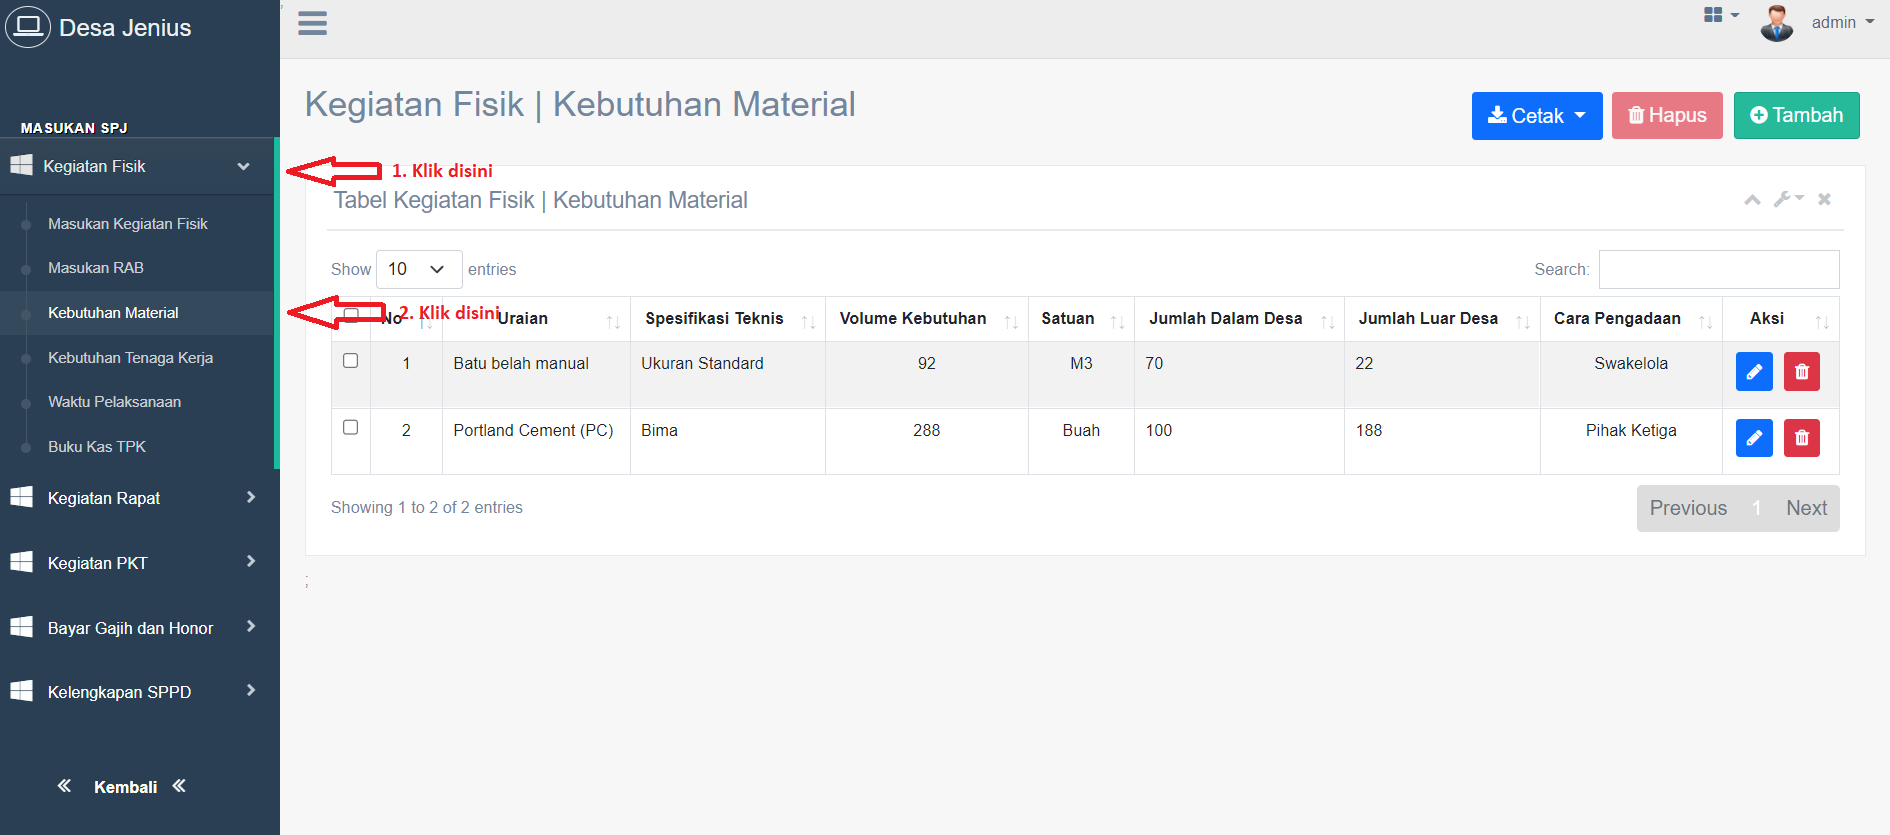 Desa Jenius
admin
MASUKAN SPJ
Kegiatan Fisik
Masukan Kegiatan Fisik
Masukan RAB
Kebutuhan Material
Kebutuhan Tenaga Kerja
Waktu Pelaksanaan
Buku Kas TPK
Kegiatan Rapat
Kegiatan PKT
Bayar Gajih dan Honor
Kelengkapan SPPD
Kembali
Kegiatan Fisik | Kebutuhan Material
Cetak Hapus Tambah
1. Klik disini
Tabel Kegiatan Fisik | Kebutuhan Material
Show 10 entries Search:
2. Klik disini
No Uraian Spesifikasi Teknis Volume Kebutuhan Satuan Jumlah Dalam Desa Jumlah Luar Desa Cara Pengadaan Aksi
1 Batu belah manual Ukuran Standard 92 M3 70 22 Swakelola
2 Portland Cement (PC) Bima 288 Buah 100 188 Pihak Ketiga
Showing 1 to 2 of 2 entries Previous 1 Next
;